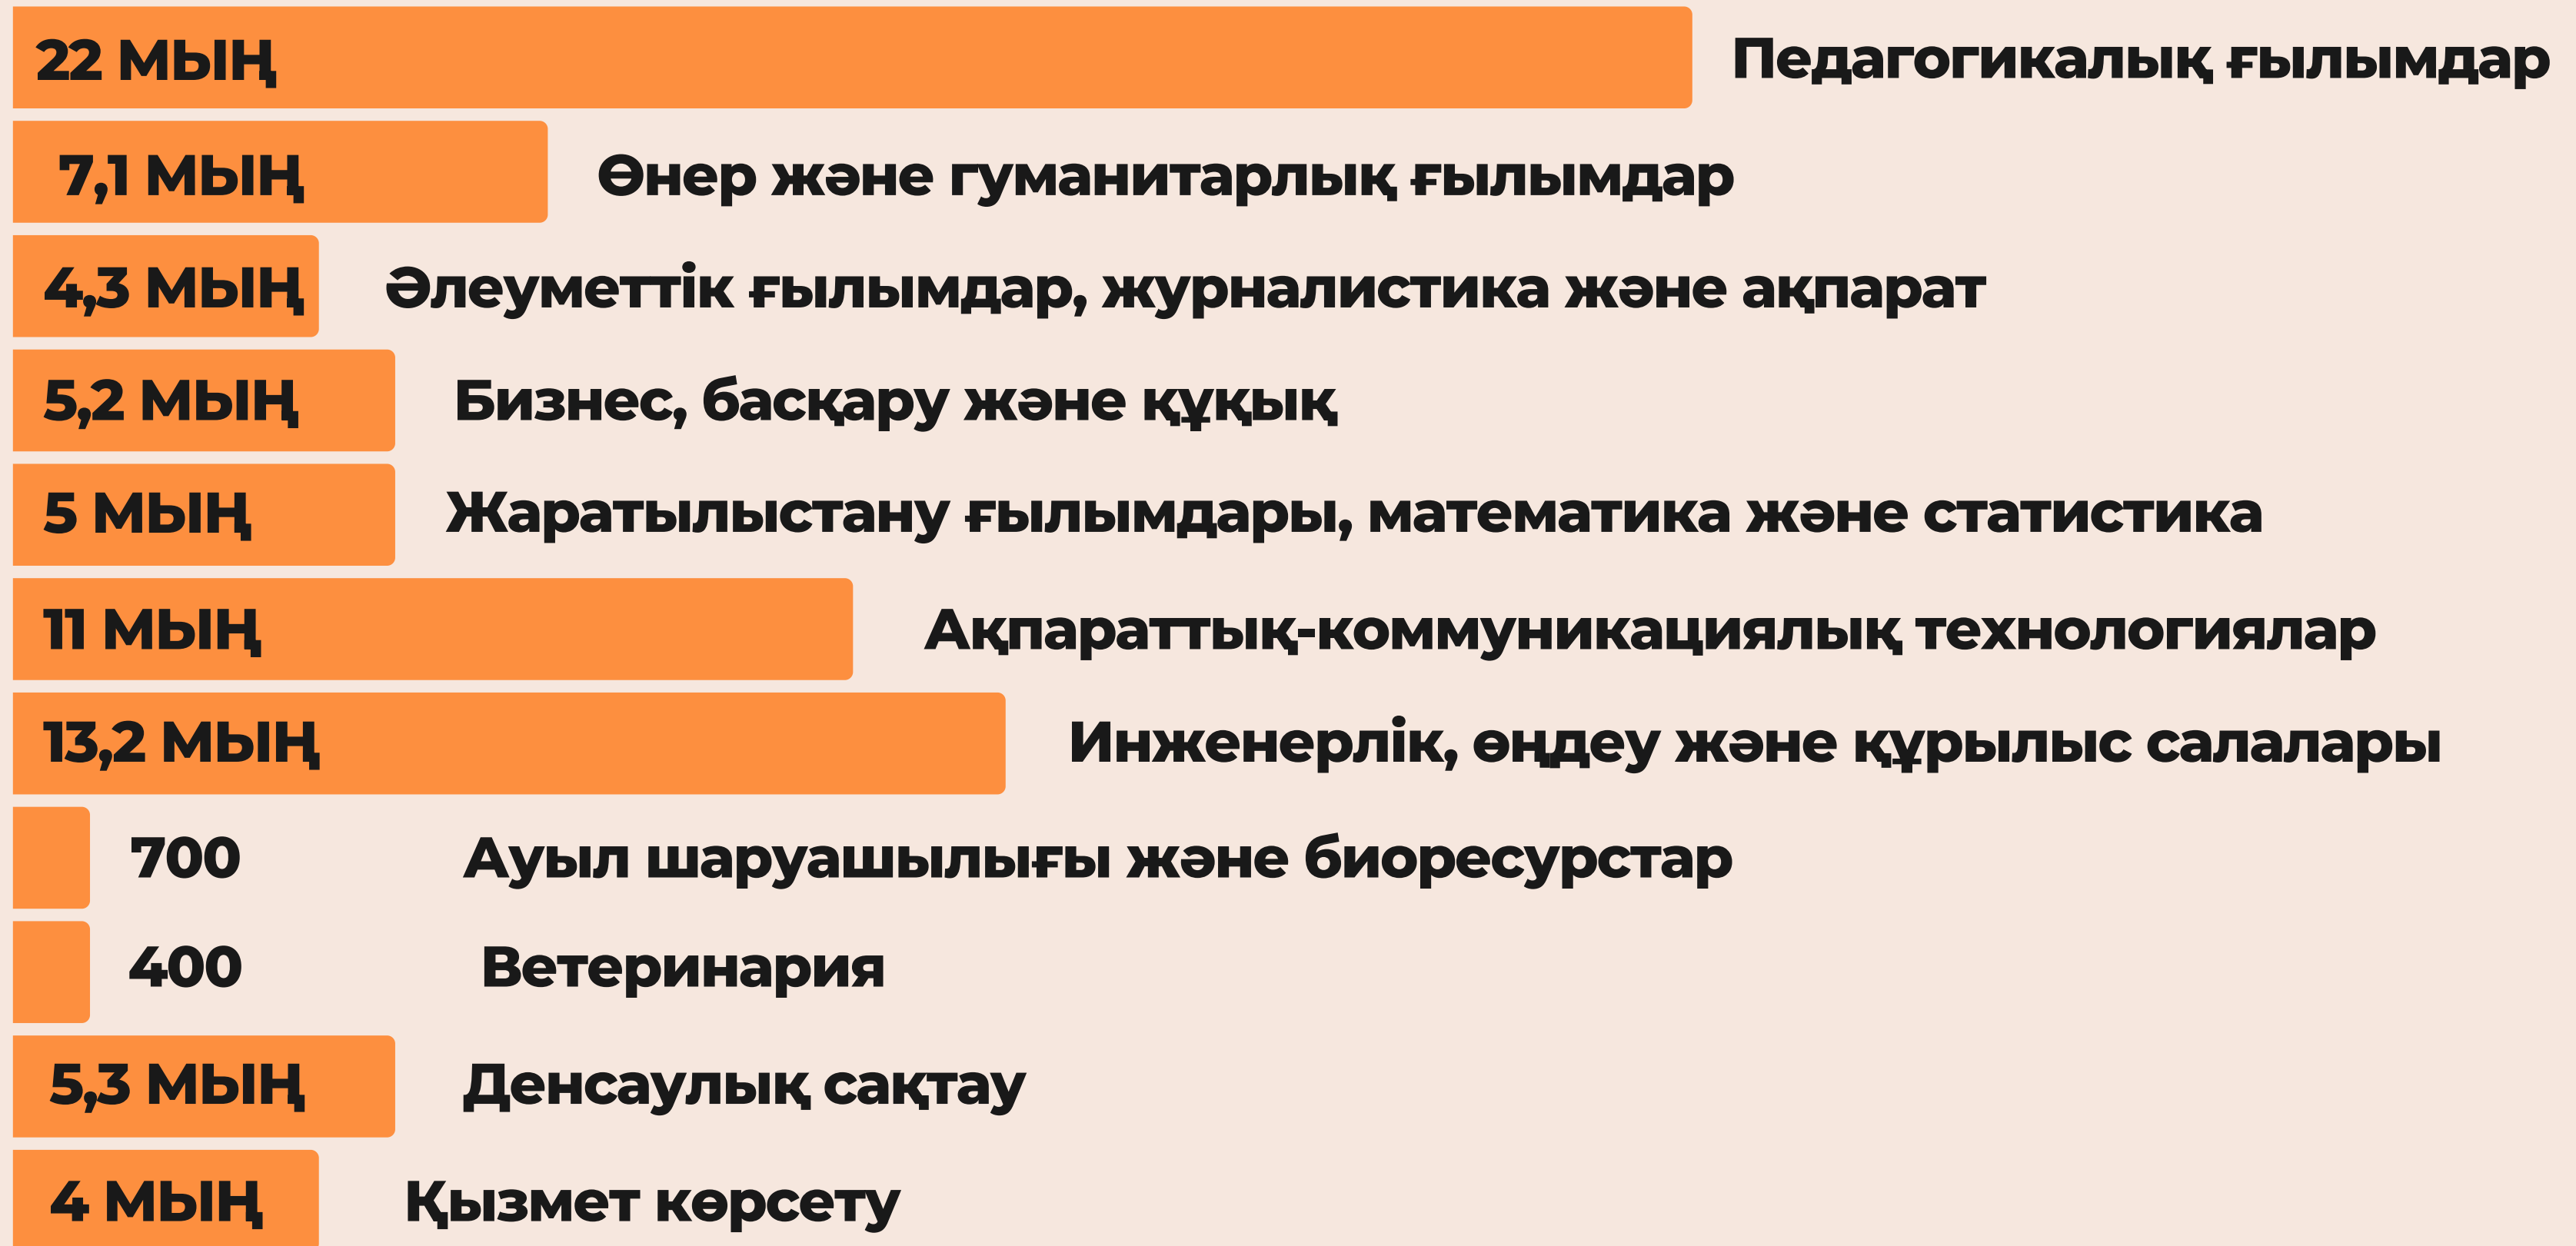 22 МЫҢ Педагогикалық ғылымдар
7,1 МЫҢ Өнер және гуманитарлық ғылымдар
4,3 МЫҢ Әлеуметтік ғылымдар, журналистика және ақпарат
5,2 МЫҢ Бизнес, басқару және құқық
5 МЫҢ Жаратылыстану ғылымдары, математика және статистика
11 МЫҢ Ақпараттық-коммуникациялық технологиялар
13,2 МЫҢ Инженерлік, өңдеу және құрылыс салалары
700 Ауыл шаруашылығы және биоресурстар
400 Ветеринария
5,3 МЫҢ Денсаулық сақтау
4 МЫҢ Қызмет көрсету